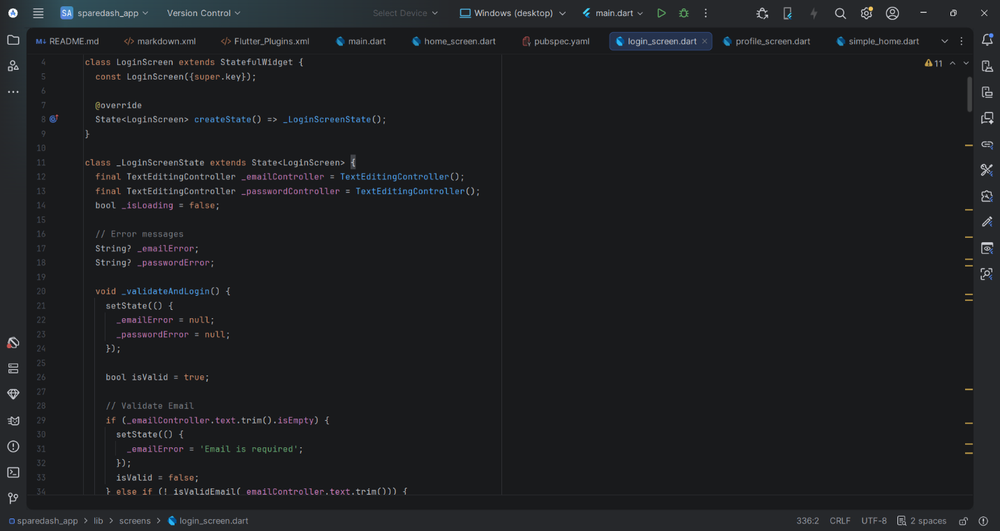 SA sparedash_app Version Control Select Device Windows (desktop) main.dart
M↓ README.md </> markdown.xml </> Flutter_Plugins.xml main.dart home_screen.dart pubspec.yaml login_screen.dart profile_screen.dart simple_home.dart
4 class LoginScreen extends StatefulWidget {
11
5 const LoginScreen({super.key});
6
7 @override
8 State<LoginScreen> createState() => _LoginScreenState();
9 }
10
11 class _LoginScreenState extends State<LoginScreen> {
12 final TextEditingController _emailController = TextEditingController();
13 final TextEditingController _passwordController = TextEditingController();
14 bool _isLoading = false;
15
16 // Error messages
17 String? _emailError;
18 String? _passwordError;
19
20 void _validateAndLogin() {
21 setState(() {
22 _emailError = null;
23 _passwordError = null;
24 });
25
26 bool isValid = true;
27
28 // Validate Email
29 if (_emailController.text.trim().isEmpty) {
30 setState(() {
31 _emailError = 'Email is required';
32 });
33 isValid = false;
34 } else if (!_isValidEmail(_emailController.text.trim())) {
sparedash_app > lib > screens > login_screen.dart 336:2 CRLF UTF-8 2 spaces